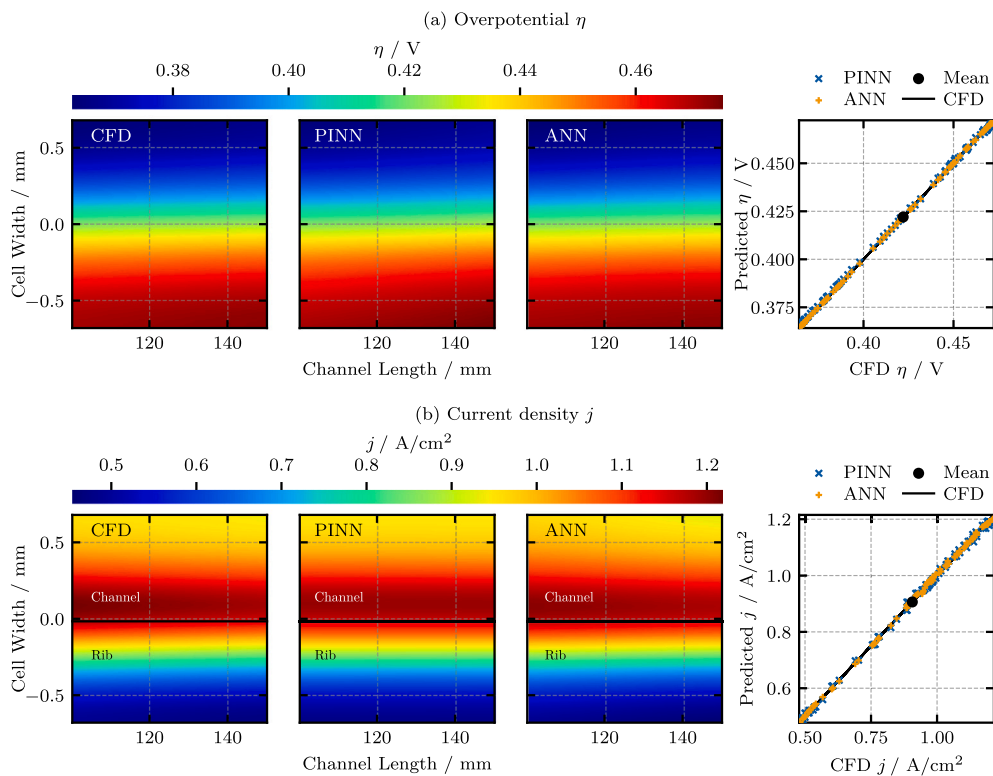 (a) Overpotential η
η / V
0.38 0.40 0.42 0.44 0.46
PINN Mean
ANN CFD
CFD PINN ANN
Cell Width / mm
0.5
0.0
−0.5
120 140
120 140
120 140
Channel Length / mm
Predicted η / V
0.450
0.425
0.400
0.375
0.40 0.45
CFD η / V
(b) Current density j
j / A/cm²
0.5 0.6 0.7 0.8 0.9 1.0 1.1 1.2
PINN Mean
ANN CFD
CFD PINN ANN
Channel Channel Channel
Rib Rib Rib
Cell Width / mm
0.5
0.0
−0.5
120 140
120 140
120 140
Channel Length / mm
Predicted j / A/cm²
1.2
1.0
0.8
0.6
0.50 0.75 1.00
CFD j / A/cm²